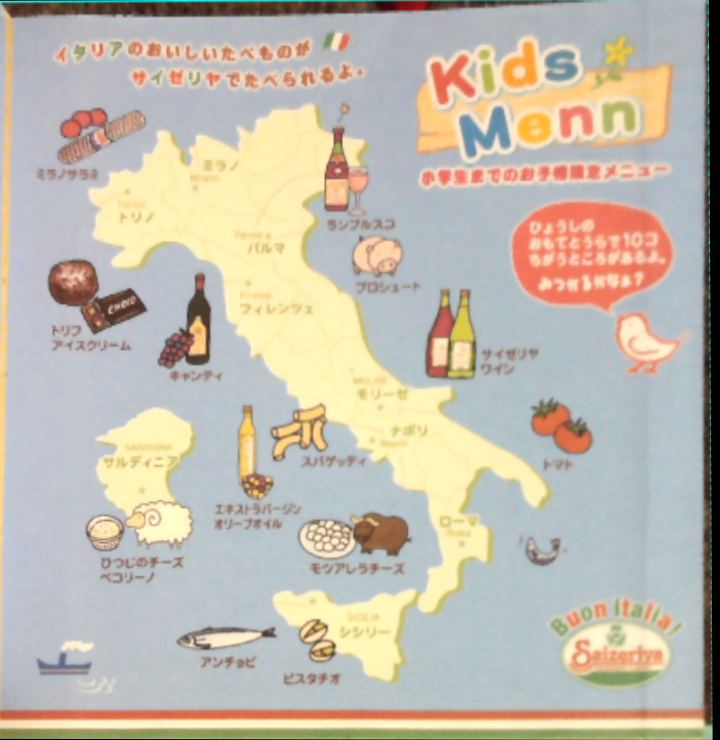 イタリアのおいしいたべものが
サイゼリヤでたべられるよ。
Kids
Menn
小学生までのお子様限定メニュー
ひょうしの
おもてとうらで10コ
ちがうところがあるよ。
みつかるかなぁ？
ミラノサラミ
ミラノ
Milano
トリノ
Torino
ランブルスコ
Parma
パルマ
プロシュート
Firenze
フィレンツェ
トリフ
アイスクリーム
CHOCO
キャンティ
サイゼリヤ
ワイン
MOLISE
モリーゼ
ナポリ
Napoli
トマト
SARDEGNA
サルディニア
スパゲッティ
エキストラバージン
オリーブオイル
ローマ
Roma
ひつじのチーズ
ペコリーノ
モッツァレラチーズ
SICILIA
シシリー
アンチョビ
ピスタチオ
Buon italia!
Saizeriya